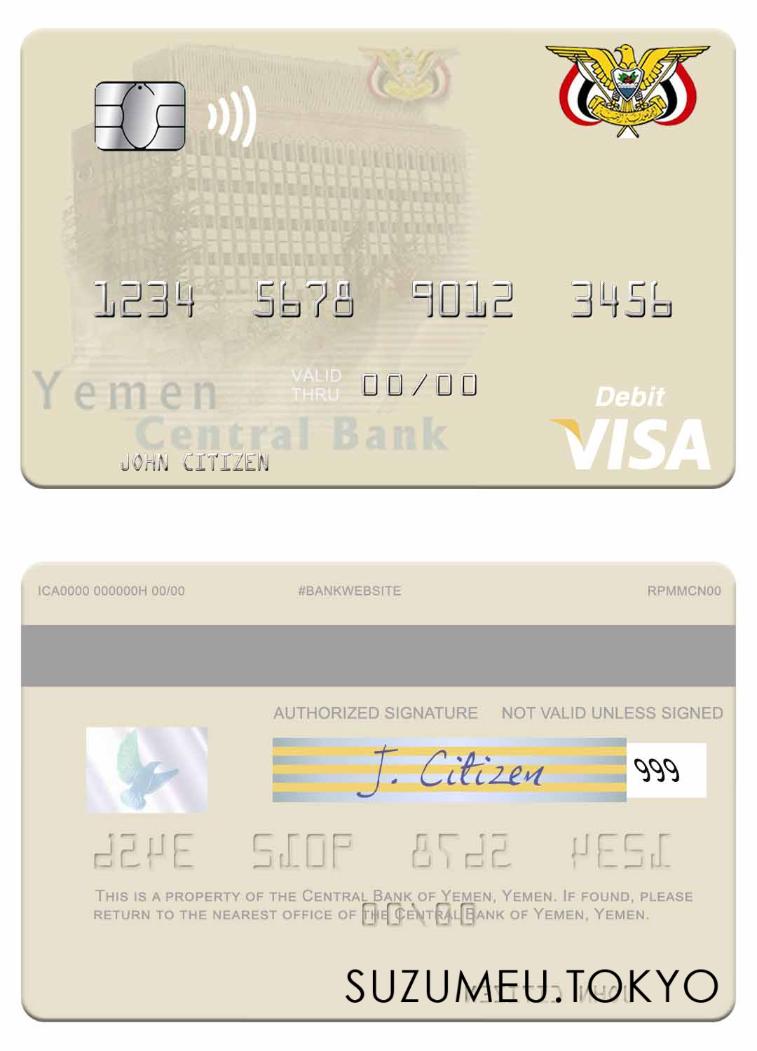 1234 5678 9012 3456
VALID
THRU 00/00
Yemen
Central Bank
JOHN CITIZEN
Debit
VISA
ICA0000 000000H 00/00 #BANKWEBSITE RPMMCN00
AUTHORIZED SIGNATURE NOT VALID UNLESS SIGNED
J. Citizen 999
THIS IS A PROPERTY OF THE CENTRAL BANK OF YEMEN, YEMEN. IF FOUND, PLEASE
RETURN TO THE NEAREST OFFICE OF THE CENTRAL BANK OF YEMEN, YEMEN.
SUZUMEU.TOKYO